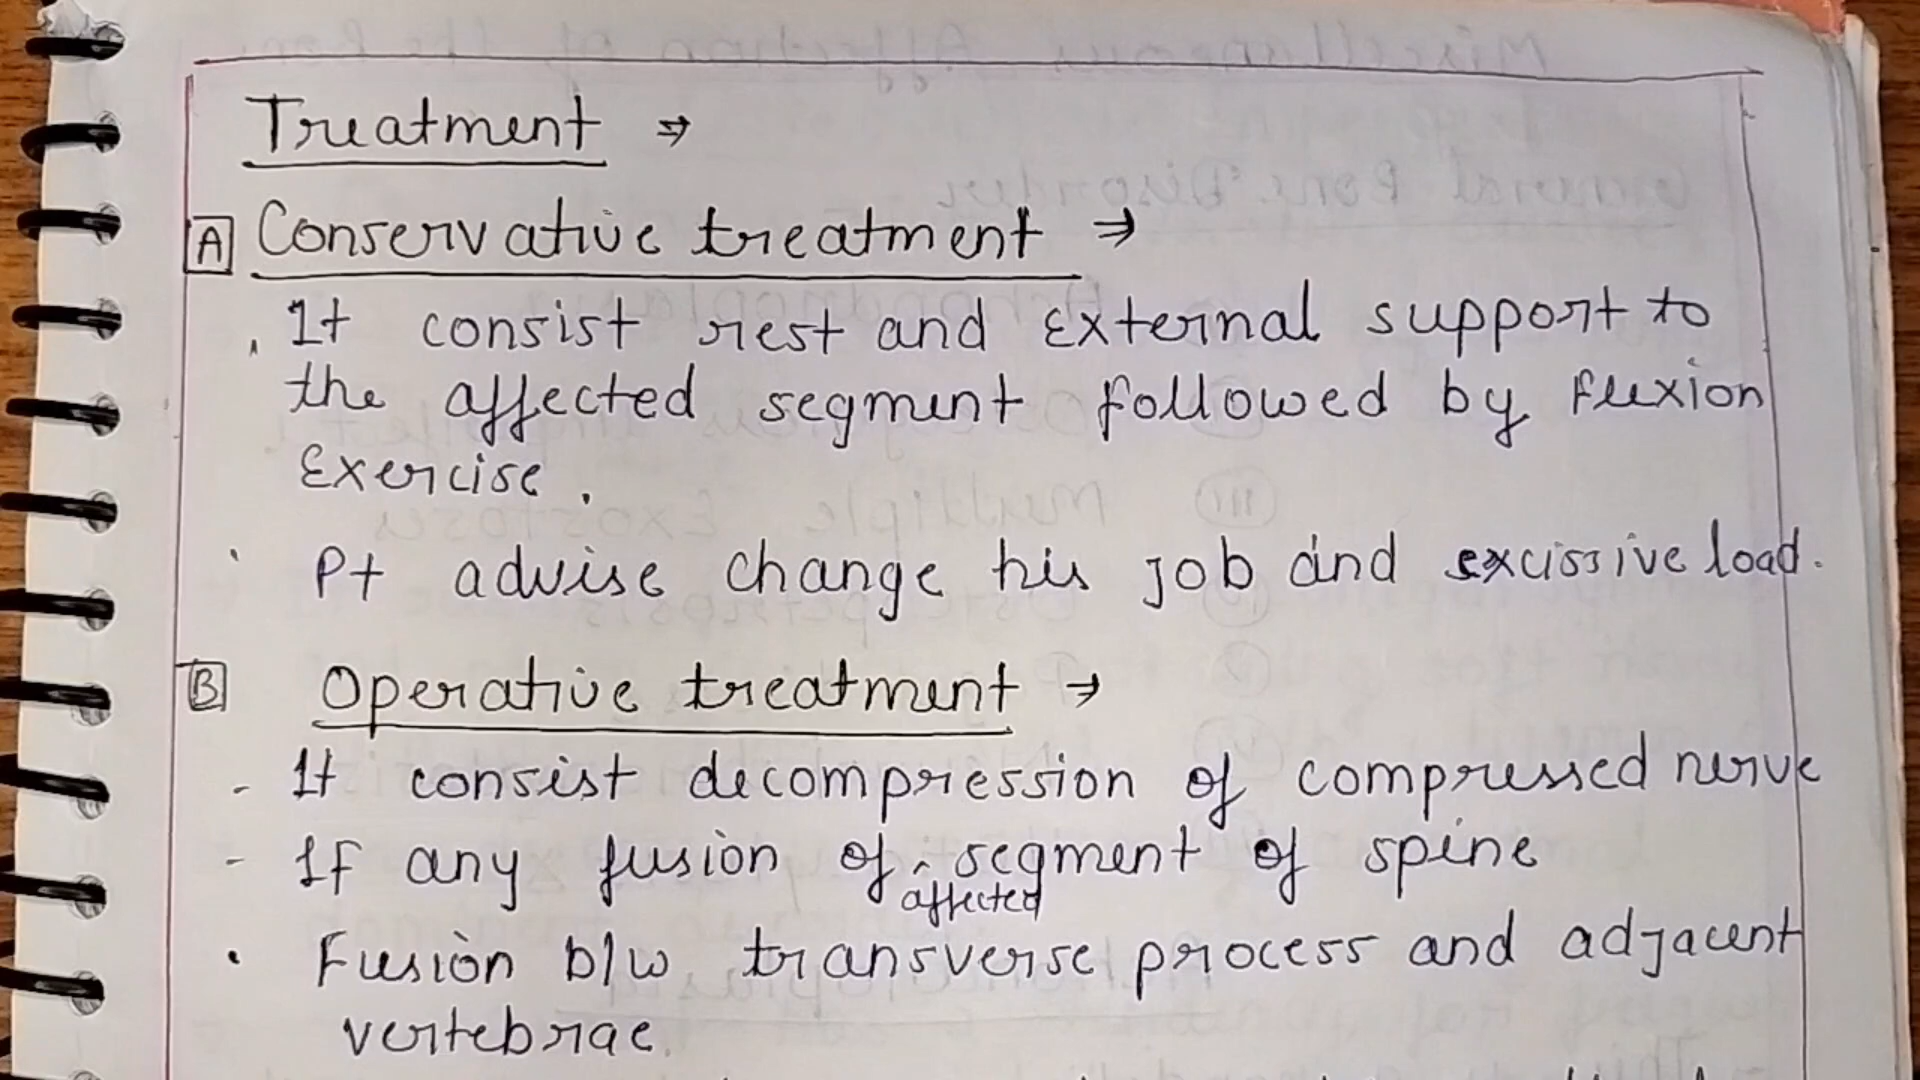 Treatment ⇒
A Conservative treatment ⇒
. It consist rest and External support to
the affected segment followed by flexion
Exercise.
. Pt advise change his job and excissive load.
B Operative treatment →
- It consist decompression of compressed nerve
- If any fusion of affected segment of spine
. Fusion b/w transverse process and adjacent
vertebrae